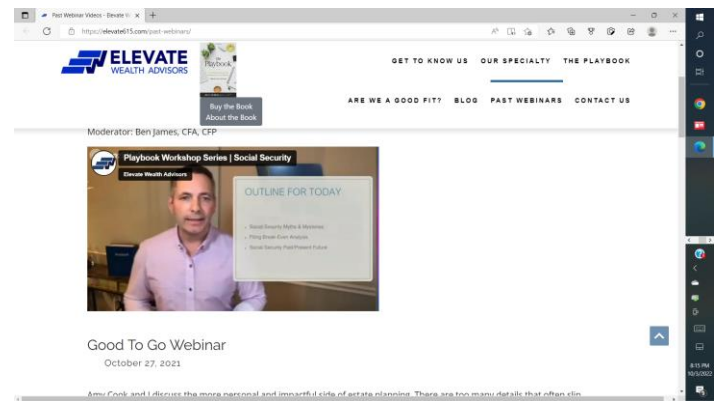 Past Webinar Videos - Elevate W
https://elevate615.com/past-webinars/
ELEVATE
WEALTH ADVISORS
The
Playbook
Buy the Book
About the Book
GET TO KNOW US OUR SPECIALTY THE PLAYBOOK
ARE WE A GOOD FIT? BLOG PAST WEBINARS CONTACT US
Moderator: Ben James, CFA, CFP
Playbook Workshop Series | Social Security
Elevate Wealth Advisors
OUTLINE FOR TODAY
Social Security Myths & Mistakes
Filing Break-Even Analysis
Social Security Past/Present/Future
Good To Go Webinar
October 27, 2021
Amy Cook and I discuss the more personal and impactful side of estate planning. There are too many details that often slip
8:15 PM
10/3/2022